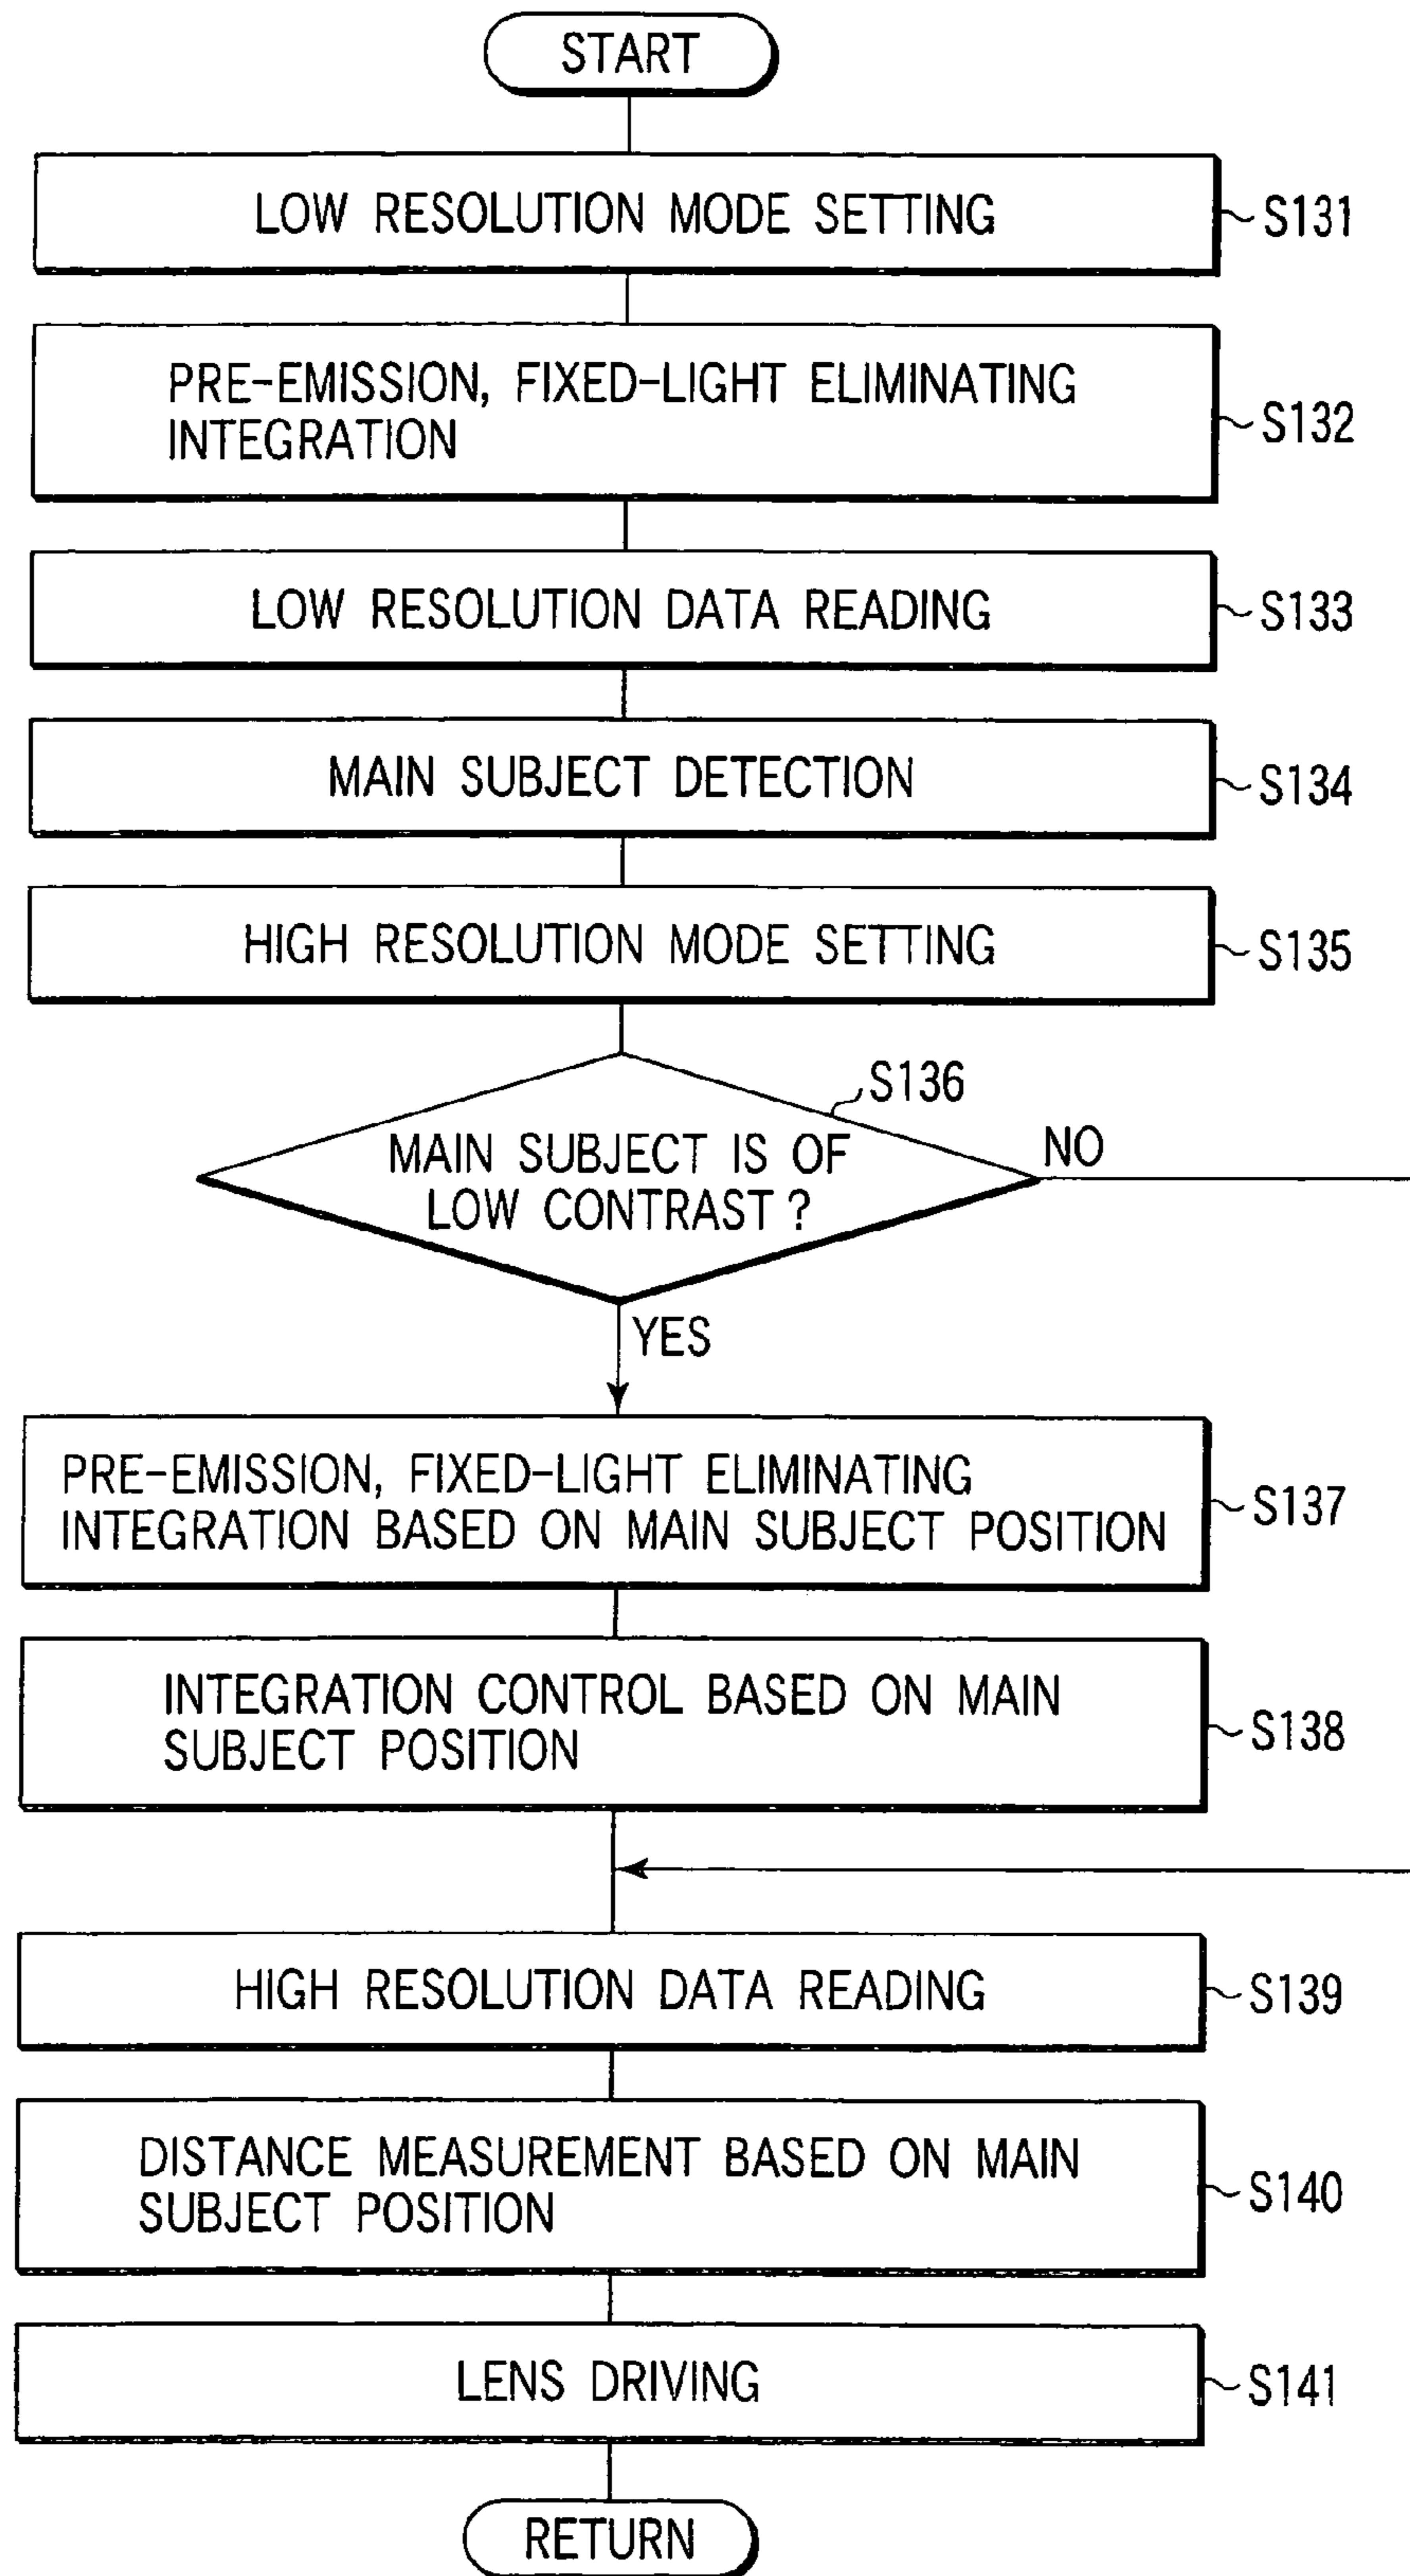 START
LOW RESOLUTION MODE SETTING
S131
PRE-EMISSION, FIXED-LIGHT ELIMINATING
INTEGRATION
S132
LOW RESOLUTION DATA READING
S133
MAIN SUBJECT DETECTION
S134
HIGH RESOLUTION MODE SETTING
S135
S136
MAIN SUBJECT IS OF
LOW CONTRAST ?
NO
YES
PRE-EMISSION, FIXED-LIGHT ELIMINATING
INTEGRATION BASED ON MAIN SUBJECT POSITION
S137
INTEGRATION CONTROL BASED ON MAIN
SUBJECT POSITION
S138
HIGH RESOLUTION DATA READING
S139
DISTANCE MEASUREMENT BASED ON MAIN
SUBJECT POSITION
S140
LENS DRIVING
S141
RETURN